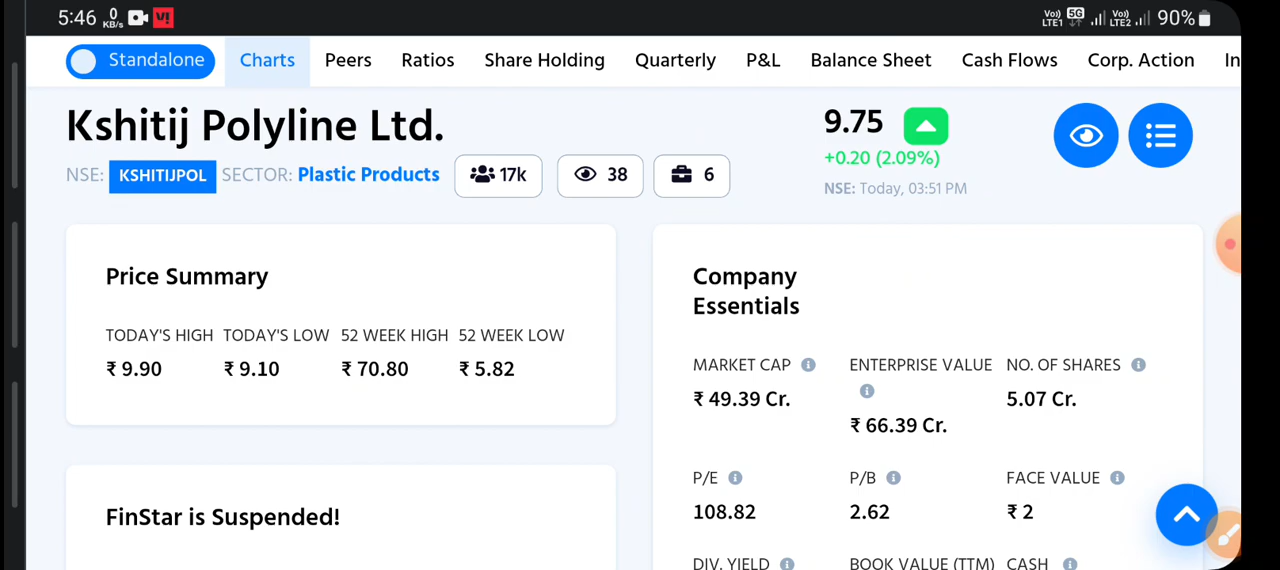 5:46 0 KB/s V! Vo) LTE1 5G Vo) LTE2 90%
Standalone Charts Peers Ratios Share Holding Quarterly P&L Balance Sheet Cash Flows Corp. Action In
Kshitij Polyline Ltd.
NSE: KSHITIJPOL SECTOR: Plastic Products 17k 38 6
9.75
+0.20 (2.09%)
NSE: Today, 03:51 PM
Price Summary
TODAY'S HIGH TODAY'S LOW 52 WEEK HIGH 52 WEEK LOW
₹ 9.90 ₹ 9.10 ₹ 70.80 ₹ 5.82
FinStar is Suspended!
Company
Essentials
MARKET CAP ENTERPRISE VALUE NO. OF SHARES
₹ 49.39 Cr. ₹ 66.39 Cr. 5.07 Cr.
P/E P/B FACE VALUE
108.82 2.62 ₹ 2
DIV. YIELD BOOK VALUE (TTM) CASH